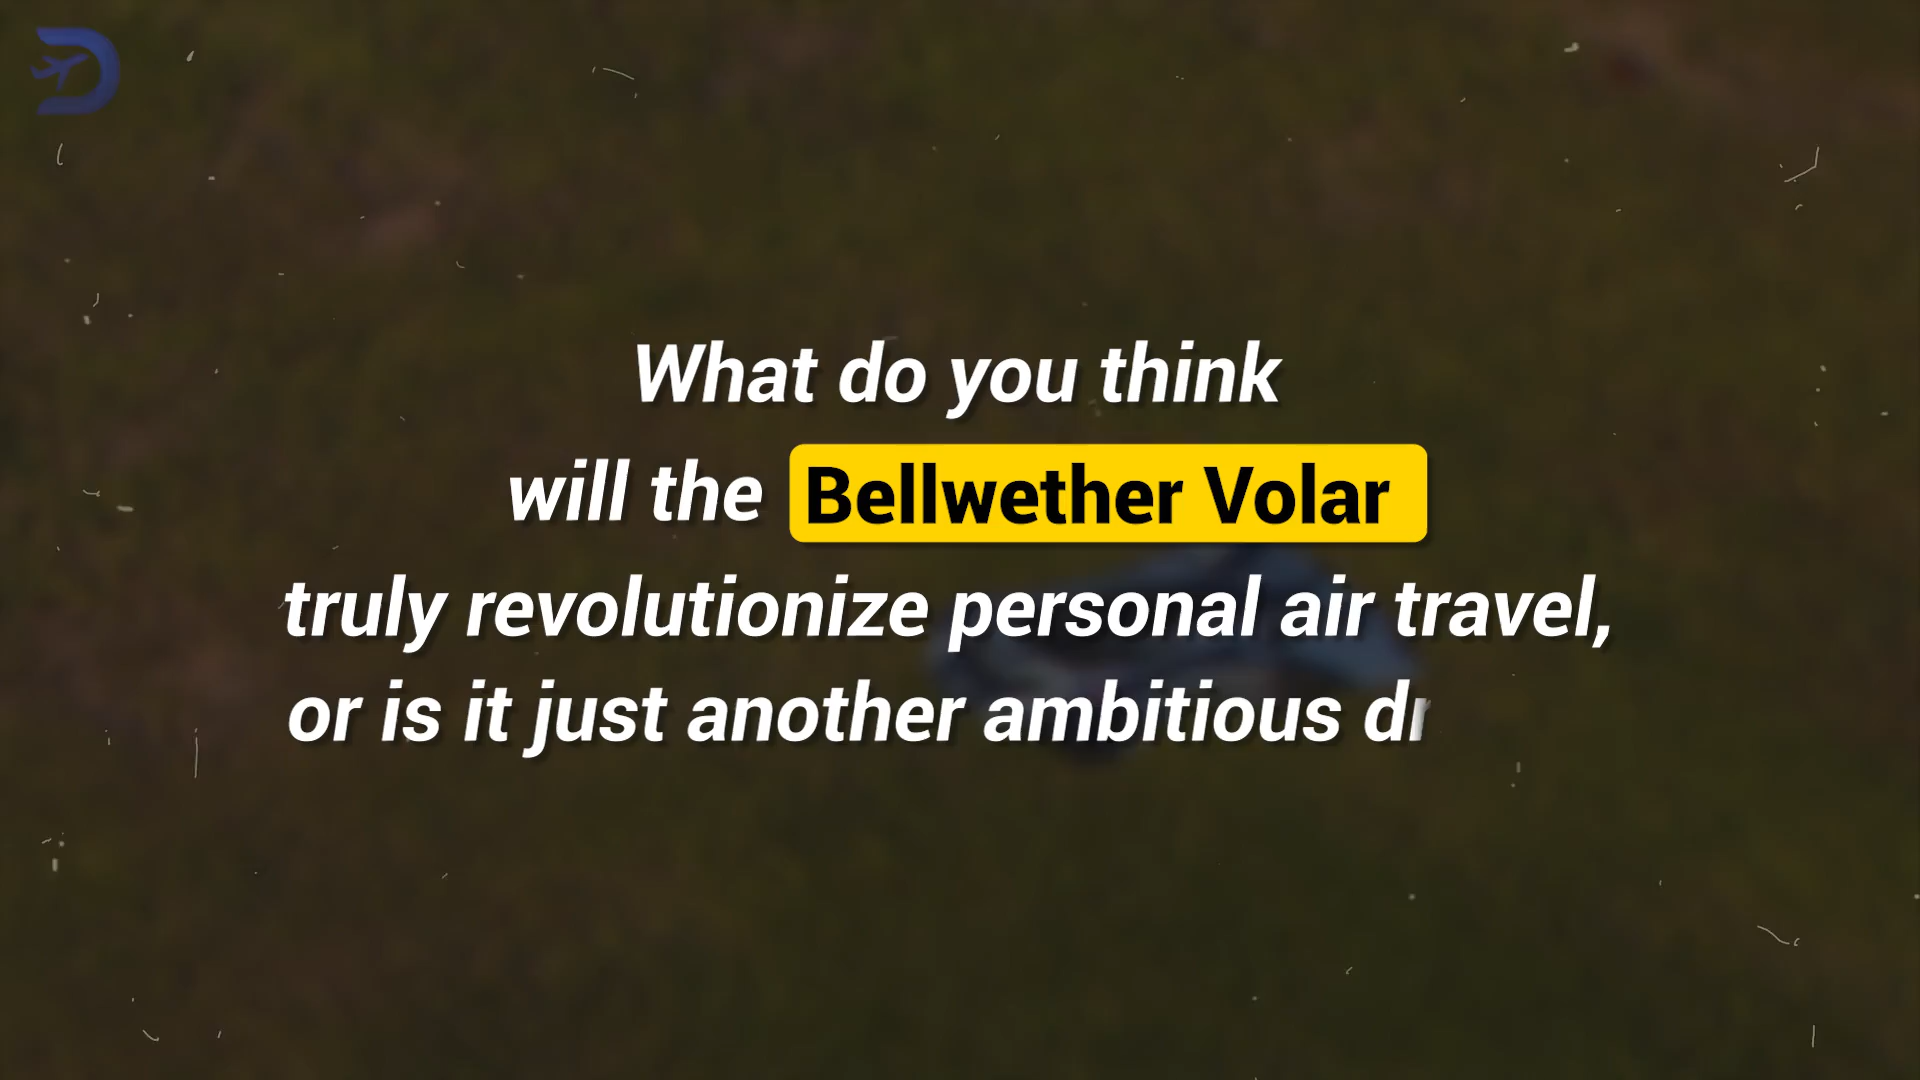 What do you think
will the Bellwether Volar
truly revolutionize personal air travel,
or is it just another ambitious